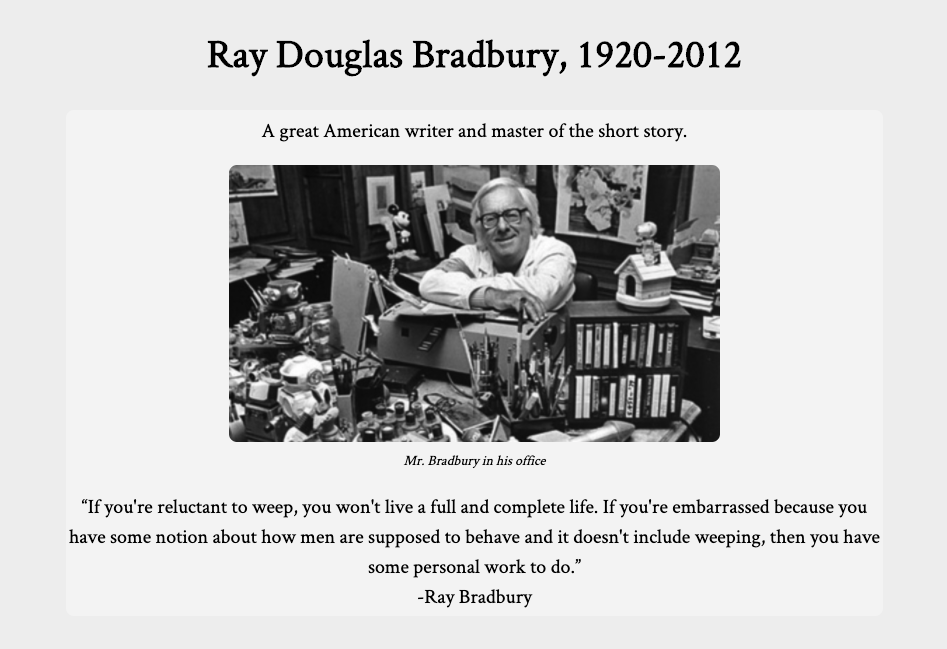 Ray Douglas Bradbury, 1920-2012
A great American writer and master of the short story.
Mr. Bradbury in his office
“If you're reluctant to weep, you won't live a full and complete life. If you're embarrassed because you
have some notion about how men are supposed to behave and it doesn't include weeping, then you have
some personal work to do.”
-Ray Bradbury